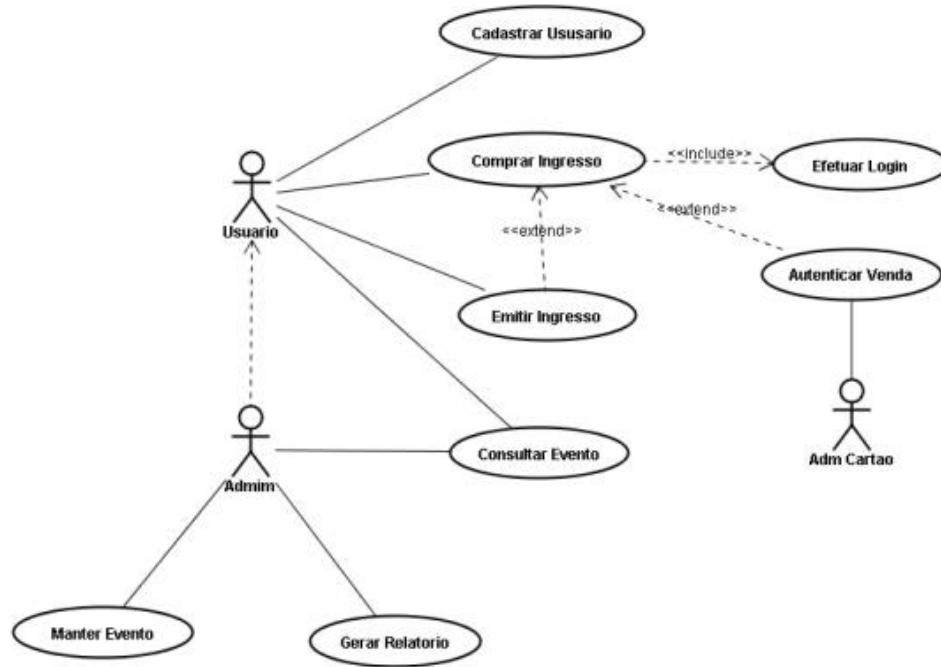 Cadastrar Ususario
Comprar Ingresso
<<include>>
Efetuar Login
<<extend>>
Usuario
<<extend>>
Autenticar Venda
Emitir Ingresso
Adm Cartao
Consultar Evento
Admim
Manter Evento
Gerar Relatorio